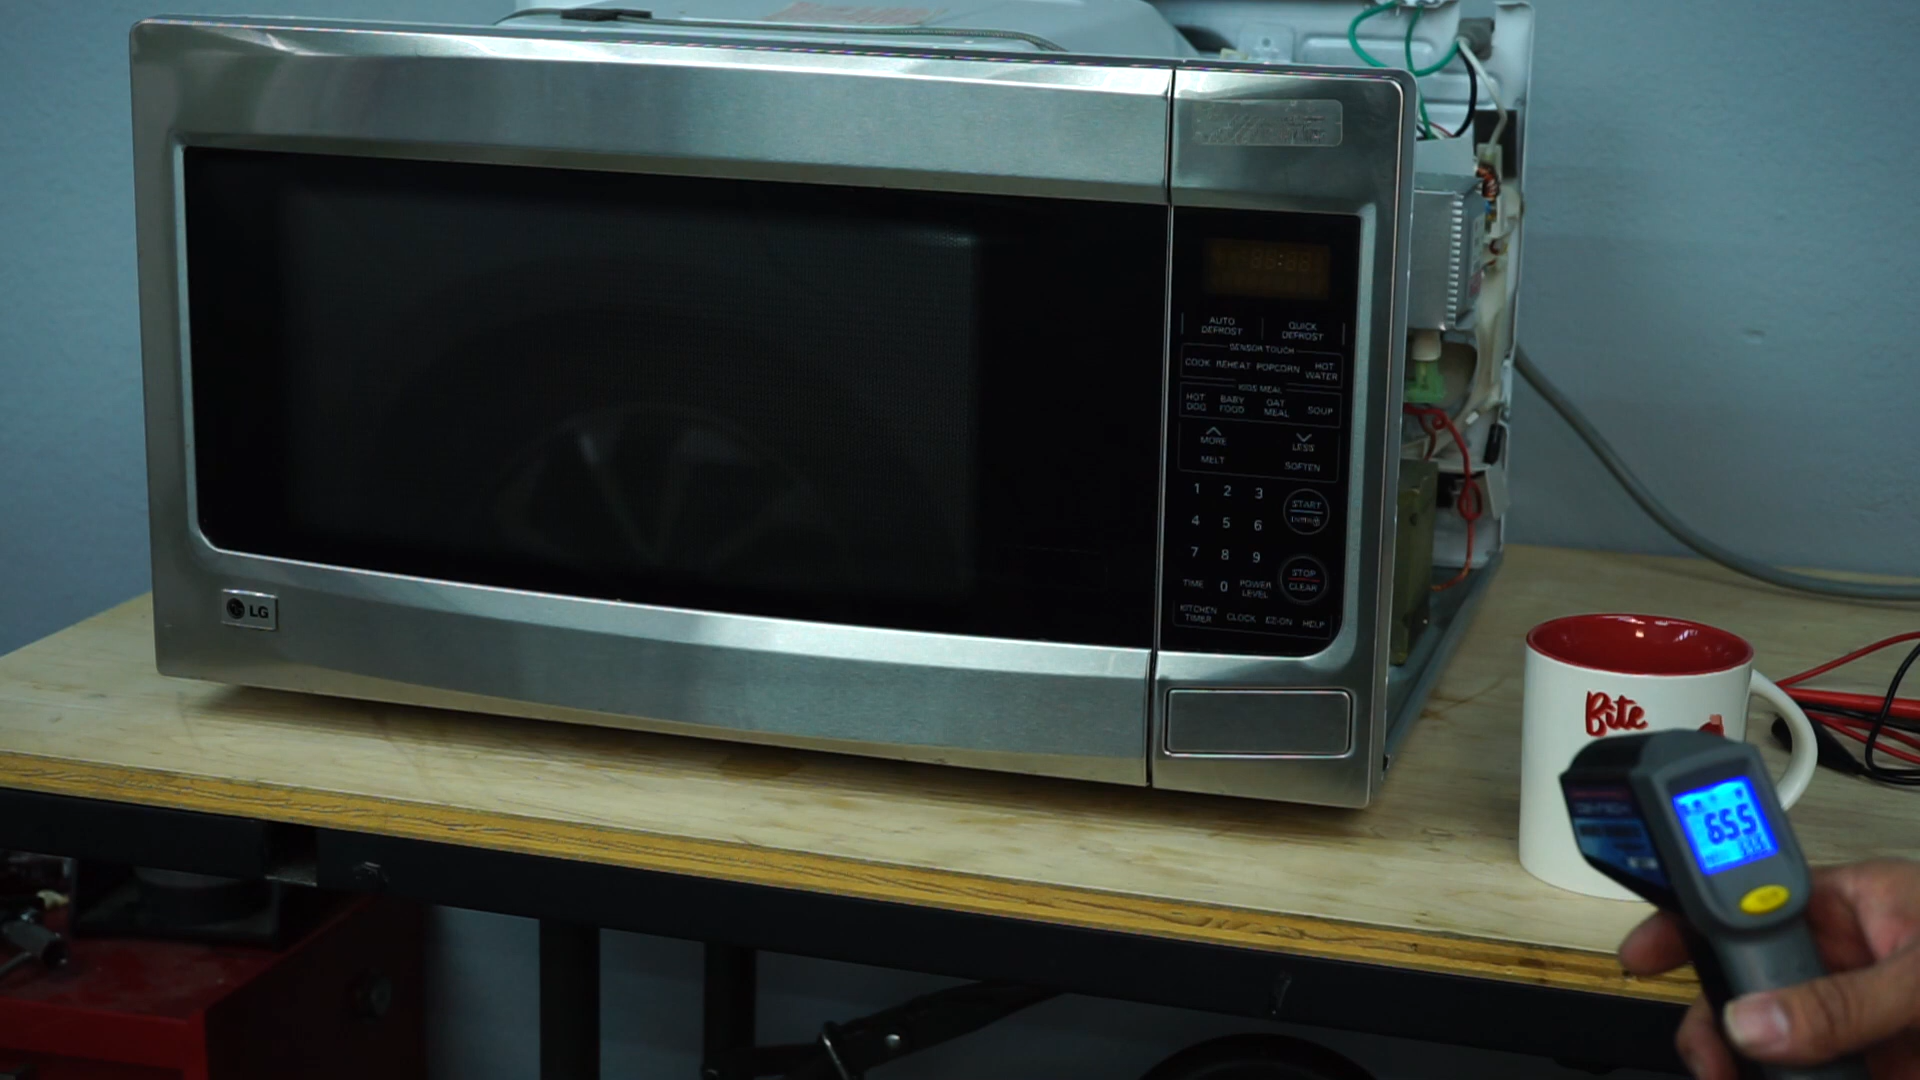 AUTO DEFROST
QUICK DEFROST
SENSOR TOUCH
COOK REHEAT POPCORN HOT WATER
KIDS MEAL
HOT DOG BABY FOOD OAT MEAL SOUP
MORE LESS
MELT SOFTEN
1 2 3 START
4 5 6
7 8 9 STOP
CLEAR
TIME 0 POWER LEVEL
KITCHEN TIMER CLOCK EZ-ON HELP
LG
Bite
65.5